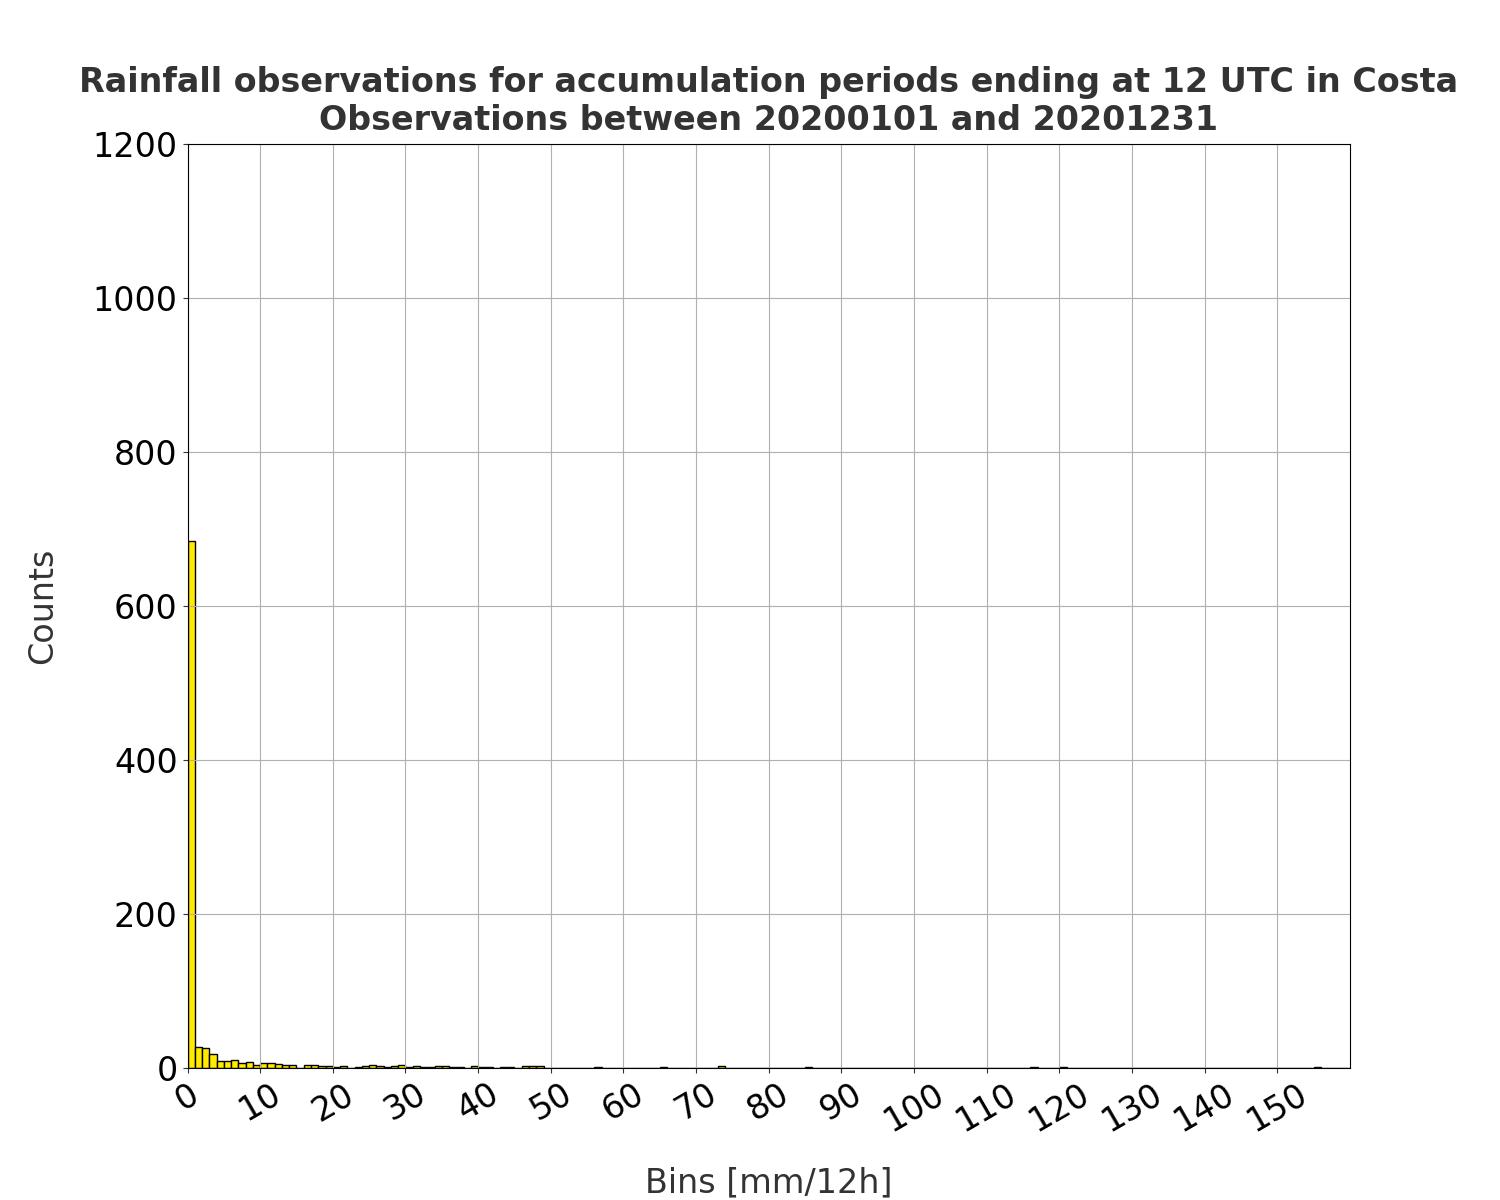 Rainfall observations for accumulation periods ending at 12 UTC in Costa
Observations between 20200101 and 20201231
1200
1000
800
600
400
200
0
Counts
0 10 20 30 40 50 60 70 80 90 100 110 120 130 140 150
Bins [mm/12h]